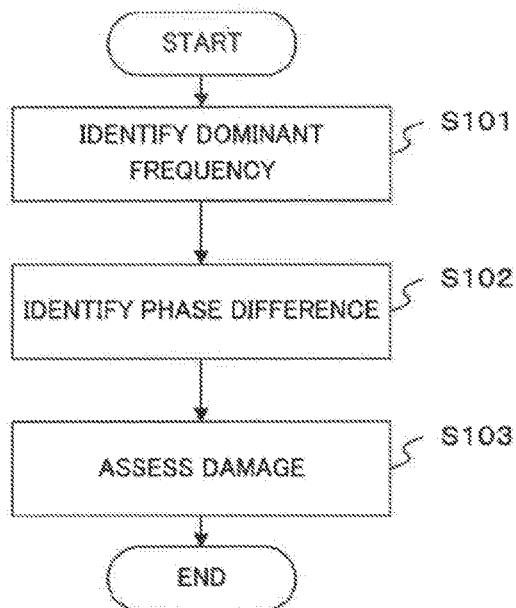 START
IDENTIFY DOMINANT
FREQUENCY
S101
IDENTIFY PHASE DIFFERENCE
S102
ASSESS DAMAGE
S103
END